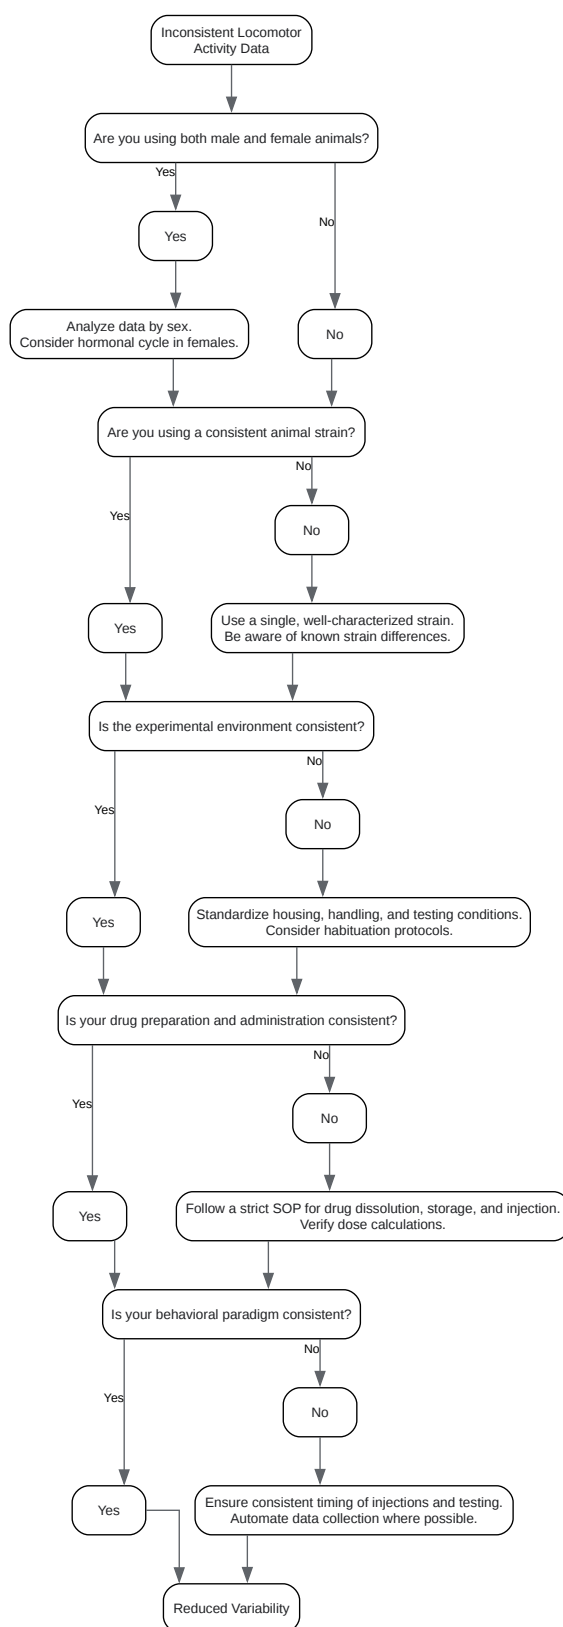 Inconsistent Locomotor
Activity Data
Are you using both male and female animals?
Yes
No
Yes
Analyze data by sex.
Consider hormonal cycle in females.
No
Are you using a consistent animal strain?
No
Yes
No
Yes
Use a single, well-characterized strain.
Be aware of known strain differences.
Is the experimental environment consistent?
No
Yes
No
Yes
Standardize housing, handling, and testing conditions.
Consider habituation protocols.
Is your drug preparation and administration consistent?
No
Yes
No
Yes
Follow a strict SOP for drug dissolution, storage, and injection.
Verify dose calculations.
Is your behavioral paradigm consistent?
No
Yes
No
Yes
Ensure consistent timing of injections and testing.
Automate data collection where possible.
Reduced Variability